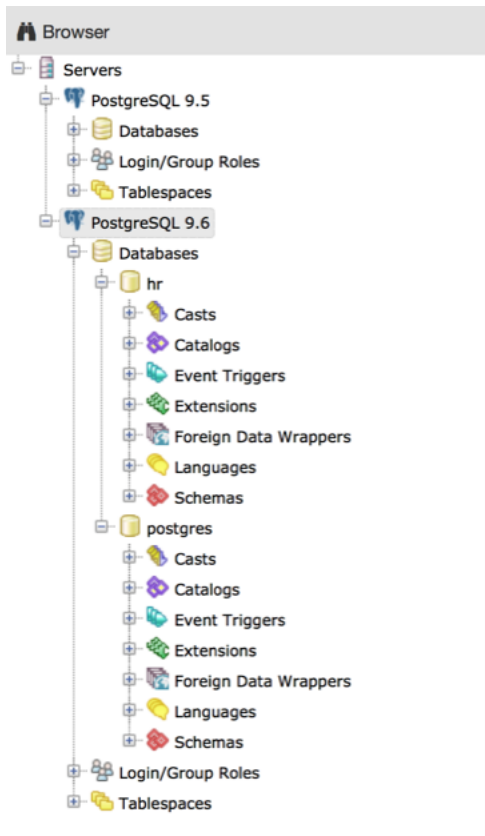 Browser
Servers
PostgreSQL 9.5
Databases
Login/Group Roles
Tablespaces
PostgreSQL 9.6
Databases
hr
Casts
Catalogs
Event Triggers
Extensions
Foreign Data Wrappers
Languages
Schemas
postgres
Casts
Catalogs
Event Triggers
Extensions
Foreign Data Wrappers
Languages
Schemas
Login/Group Roles
Tablespaces